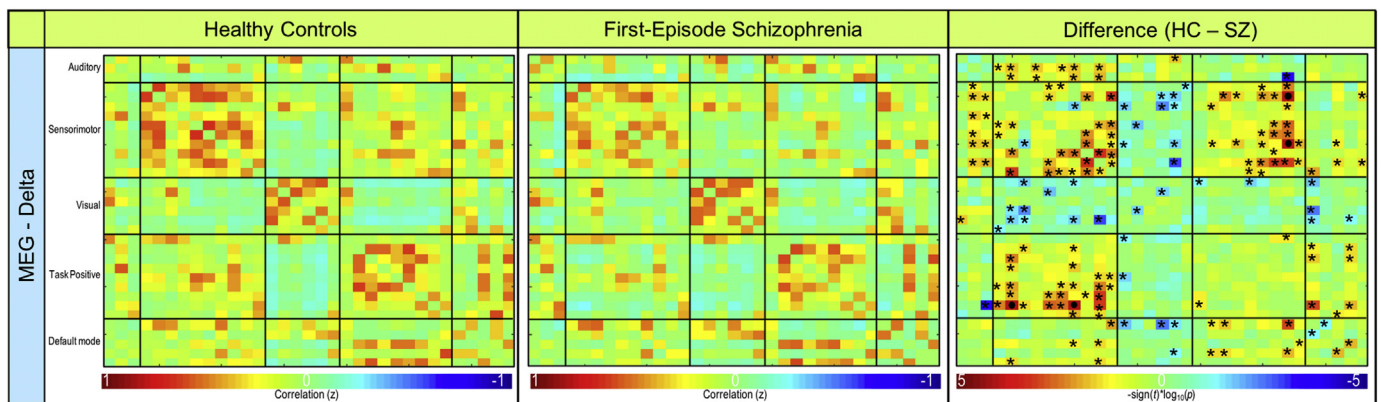 Healthy Controls
First-Episode Schizophrenia
Difference (HC – SZ)
MEG - Delta
Auditory
Sensorimotor
Visual
Task Positive
Default mode
1 0 -1
Correlation (z)
1 0 -1
Correlation (z)
5 0 -5
-sign(t)*log10(p)